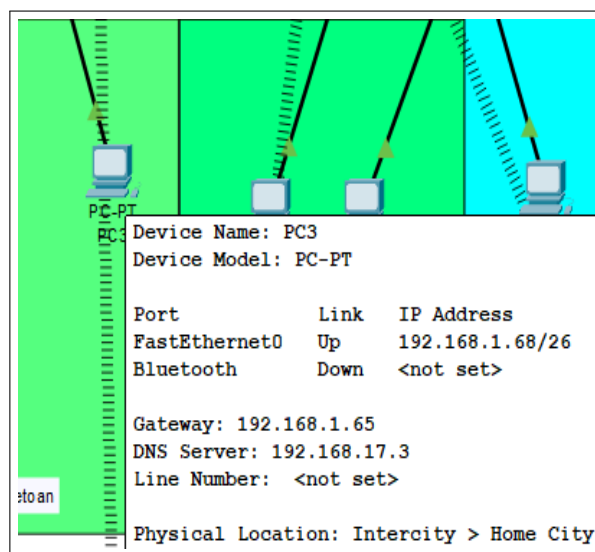 PC-PT
PC3
Device Name: PC3
Device Model: PC-PT
Port Link IP Address
FastEthernet0 Up 192.168.1.68/26
Bluetooth Down <not set>
Gateway: 192.168.1.65
DNS Server: 192.168.17.3
Line Number: <not set>
etoan
Physical Location: Intercity > Home City